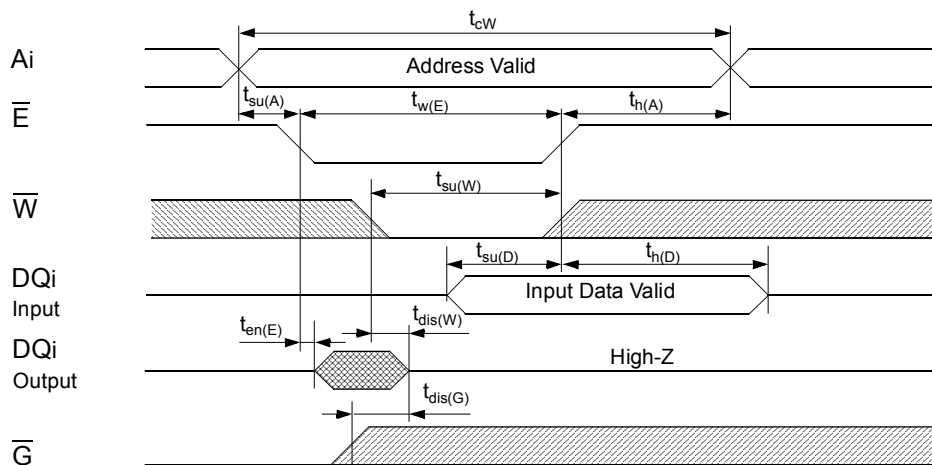 t_cW
Ai
Address Valid
t_su(A)
t_w(E)
t_h(A)
E̅
t_su(W)
W̅
t_su(D)
t_h(D)
DQi
Input
Input Data Valid
t_en(E)
t_dis(W)
DQi
Output
High-Z
t_dis(G)
G̅